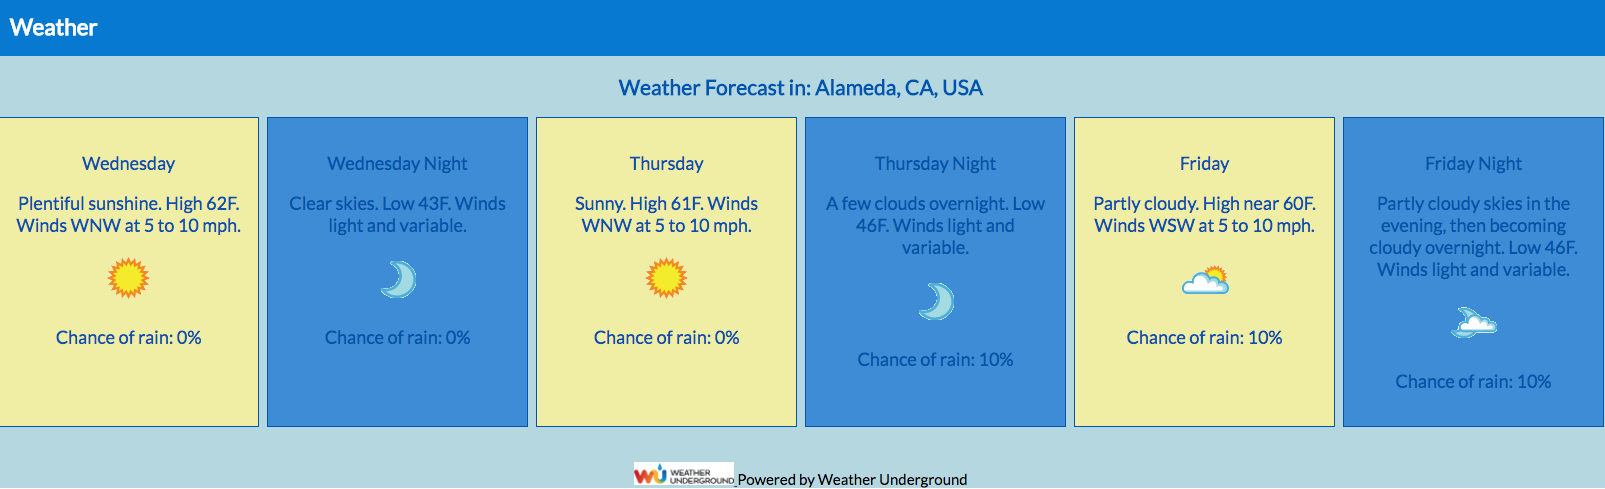 Weather
Weather Forecast in: Alameda, CA, USA
Wednesday
Plentiful sunshine. High 62F.
Winds WNW at 5 to 10 mph.
Chance of rain: 0%
Wednesday Night
Clear skies. Low 43F. Winds
light and variable.
Chance of rain: 0%
Thursday
Sunny. High 61F. Winds
WNW at 5 to 10 mph.
Chance of rain: 0%
Thursday Night
A few clouds overnight. Low
46F. Winds light and
variable.
Chance of rain: 10%
Friday
Partly cloudy. High near 60F.
Winds WSW at 5 to 10 mph.
Chance of rain: 10%
Friday Night
Partly cloudy skies in the
evening, then becoming
cloudy overnight. Low 46F.
Winds light and variable.
Chance of rain: 10%
WU WEATHER
UNDERGROUND
Powered by Weather Underground